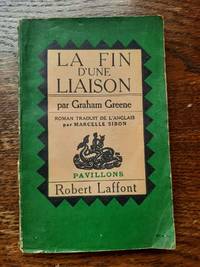 LA FIN
D'UNE
LIAISON
par Graham Greene
ROMAN TRADUIT DE L'ANGLAIS
par MARCELLE SIBON
PAVILLONS
Robert Laffont